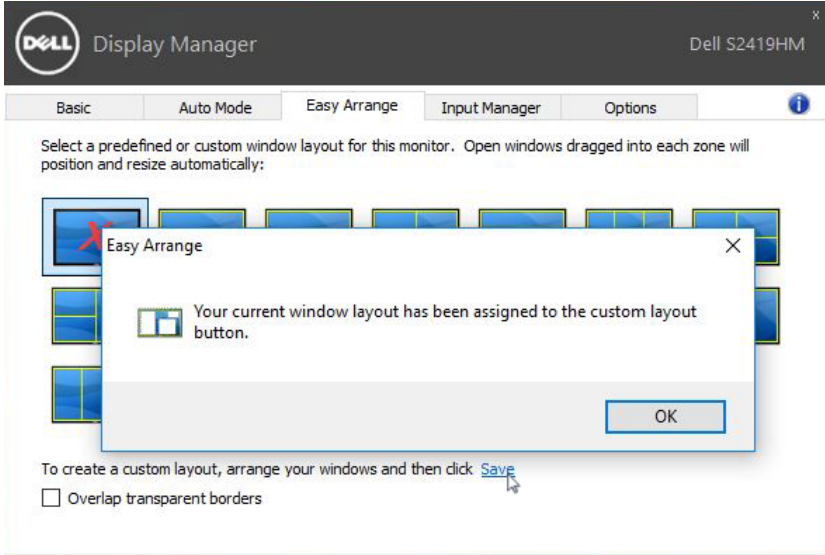 DELL
Display Manager
Dell S2419HM
x
Basic
Auto Mode
Easy Arrange
Input Manager
Options
i
Select a predefined or custom window layout for this monitor. Open windows dragged into each zone will
position and resize automatically:
Easy Arrange
Your current window layout has been assigned to the custom layout
button.
OK
To create a custom layout, arrange your windows and then click Save
Overlap transparent borders